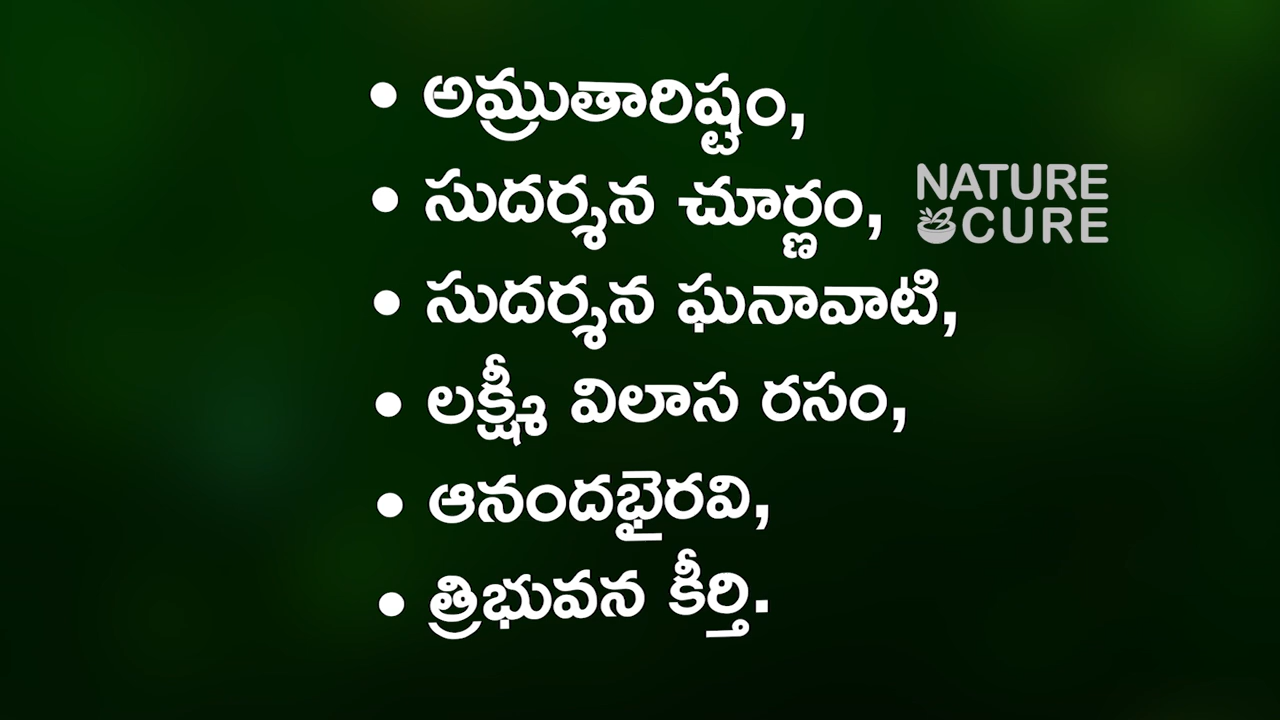 • అమ్రుతారిష్టం,
• సుదర్శన చూర్ణం,
NATURE
CURE
• సుదర్శన ఘనావాటి,
• లక్ష్మీ విలాస రసం,
• ఆనందభైరవి,
• త్రిభువన కీర్తి.